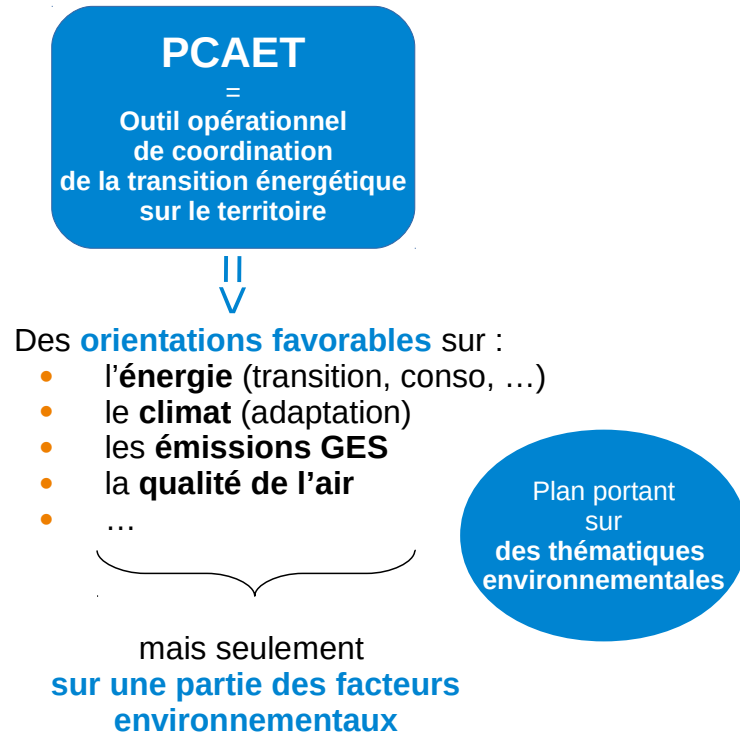 PCAET
=
Outil opérationnel
de coordination
de la transition énergétique
sur le territoire
=>
Des orientations favorables sur :
• l’énergie (transition, conso, …)
• le climat (adaptation)
• les émissions GES
• la qualité de l’air
• …
Plan portant
sur
des thématiques
environnementales
mais seulement
sur une partie des facteurs
environnementaux